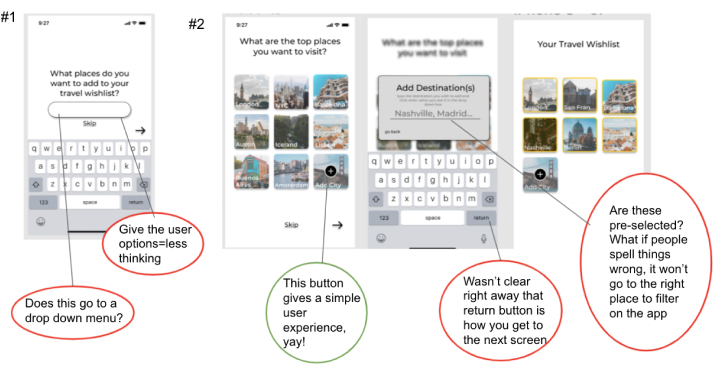 #1
9:27
What places do you
want to add to your
travel wishlist?
Skip
q w e r t y u i o p
a s d f g h j k l
z x c v b n m
123 space return
Give the user
options=less
thinking
Does this go to a
drop down menu?
#2
9:27
What are the top places
you want to visit?
London
NYC
Barcelona
Austin
Iceland
Lisbon
Buenos
Aires
Amsterdam
Add City
Skip
This button
gives a simple
user
experience,
yay!
What are the top places
you want to visit
Add Destination(s)
Nashville, Madrid...
go back
q w e r t y u i o p
a s d f g h j k l
z x c v b n m
123 space return
Wasn't clear
right away that
return button is
how you get to
the next screen
Your Travel Wishlist
London
San Fran.
Barcelona
Nashville
Berlin
Lisbon
Add City
Are these
pre-selected?
What if people
spell things
wrong, it won't
go to the right
place to filter
on the app